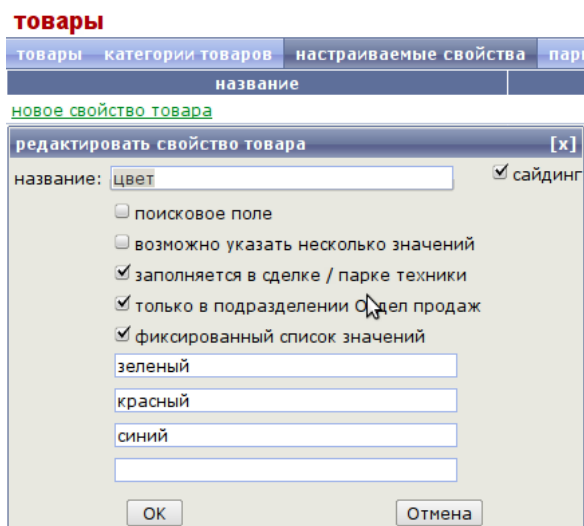 товары
товары категории товаров настраиваемые свойства
название
новое свойство товара
редактировать свойство товара [x]
название: цвет сайдинг
поисковое поле
возможно указать несколько значений
заполняется в сделке / парке техники
только в подразделении Отдел продаж
фиксированный список значений
зеленый
красный
синий
OK Отмена